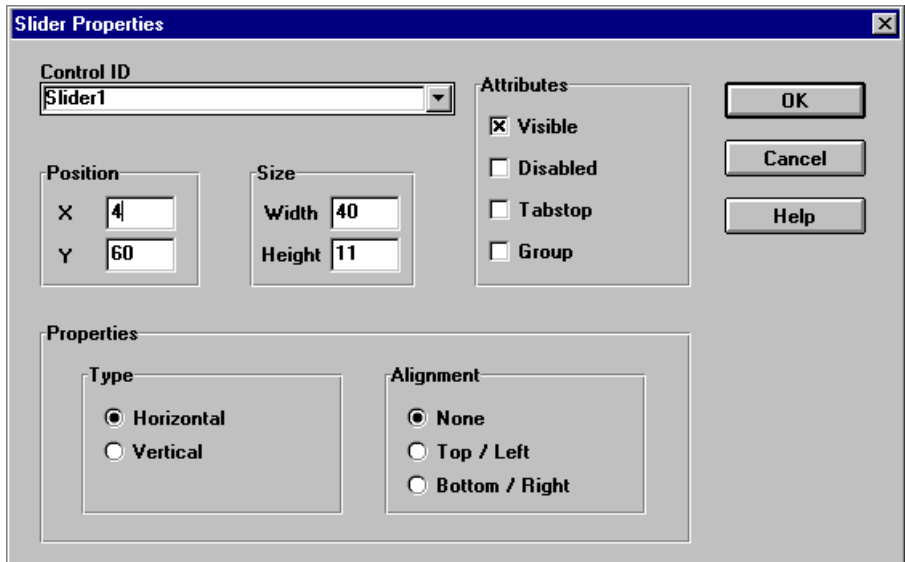 Slider Properties
Control ID
Slider1
Position
X 4
Y 60
Size
Width 40
Height 11
Attributes
Visible
Disabled
Tabstop
Group
OK
Cancel
Help
Properties
Type
Horizontal
Vertical
Alignment
None
Top / Left
Bottom / Right